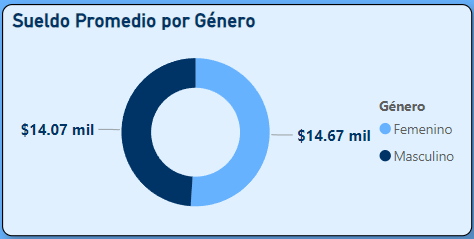 Sueldo Promedio por Género
$14.07 mil
$14.67 mil
Género
Femenino
Masculino